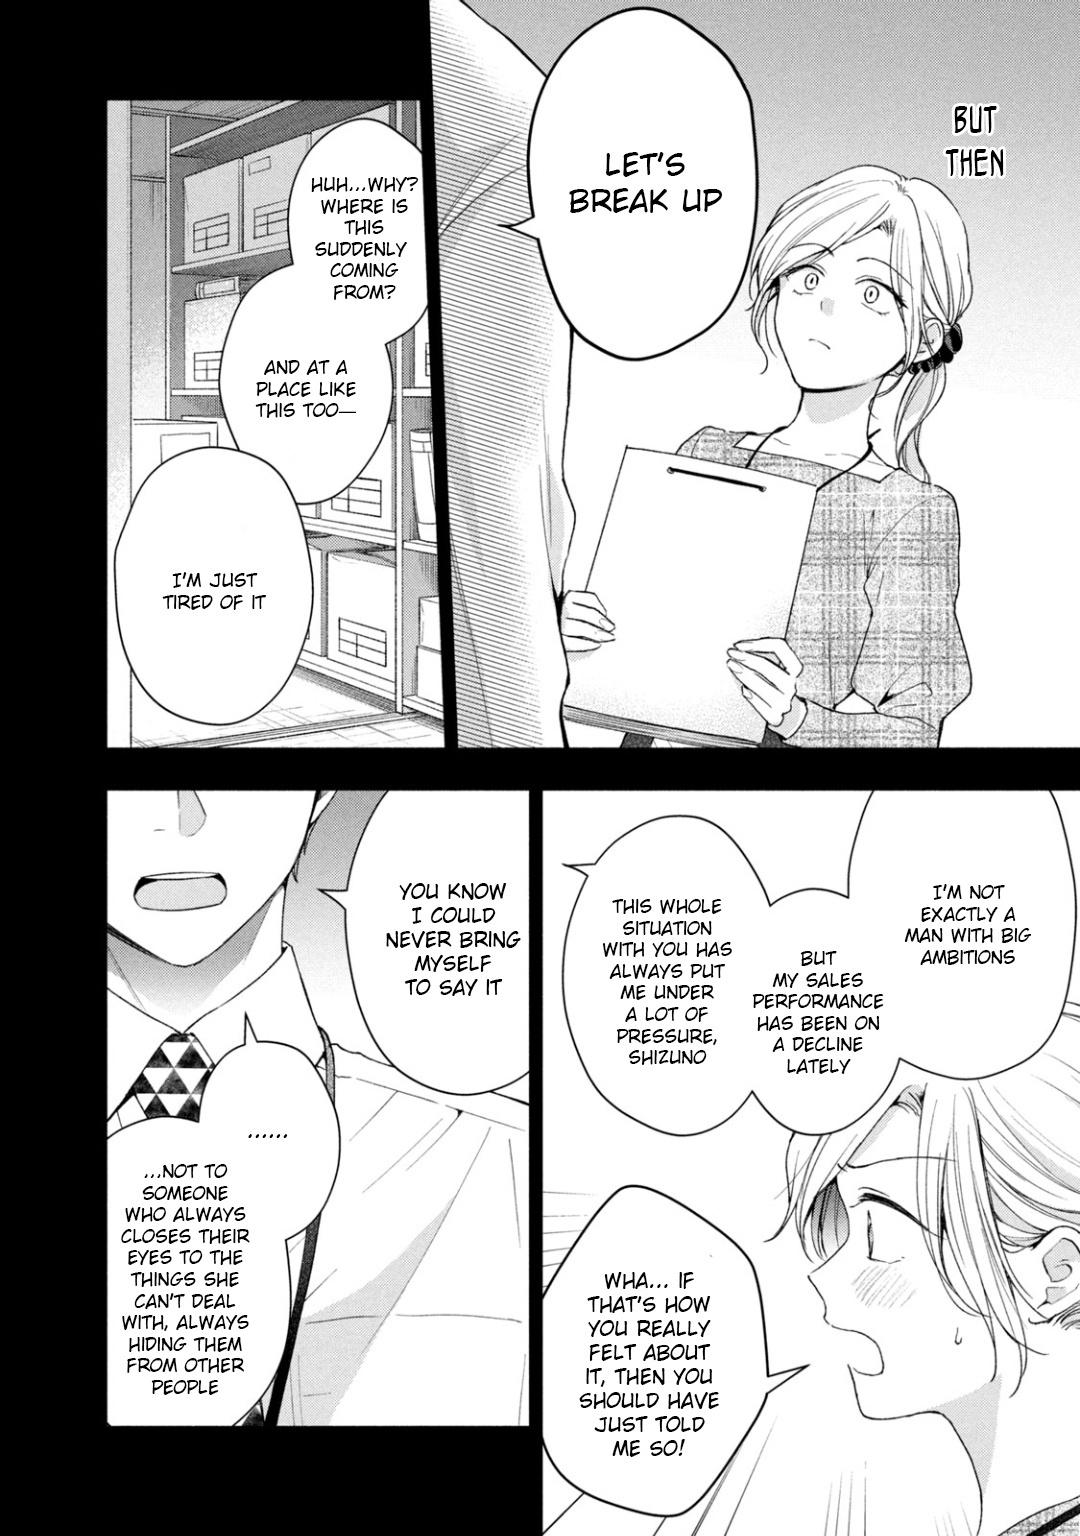 BUT
THEN
LET'S
BREAK UP
HUH...WHY?
WHERE IS
THIS
SUDDENLY
COMING
FROM?
AND AT A
PLACE LIKE
THIS TOO—
I'M JUST
TIRED OF IT
I'M NOT
EXACTLY A
MAN WITH BIG
AMBITIONS
BUT
MY SALES
PERFORMANCE
HAS BEEN ON
A DECLINE
LATELY
THIS WHOLE
SITUATION
WITH YOU HAS
ALWAYS PUT
ME UNDER
A LOT OF
PRESSURE,
SHIZUNO
WHA... IF
THAT'S HOW
YOU REALLY
FELT ABOUT
IT, THEN YOU
SHOULD HAVE
JUST TOLD
ME SO!
YOU KNOW
I COULD
NEVER BRING
MYSELF
TO SAY IT
......
...NOT TO
SOMEONE
WHO ALWAYS
CLOSES THEIR
EYES TO THE
THINGS SHE
CAN'T DEAL
WITH, ALWAYS
HIDING THEM
FROM OTHER
PEOPLE